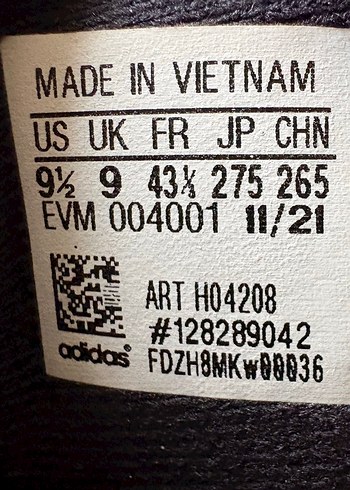 MADE IN VIETNAM
US UK FR JP CHN
9½ 9 43⅓ 275 265
EVM 004001 11/21
ART H04208
#128289042
adidas® FDZH8MKW00036